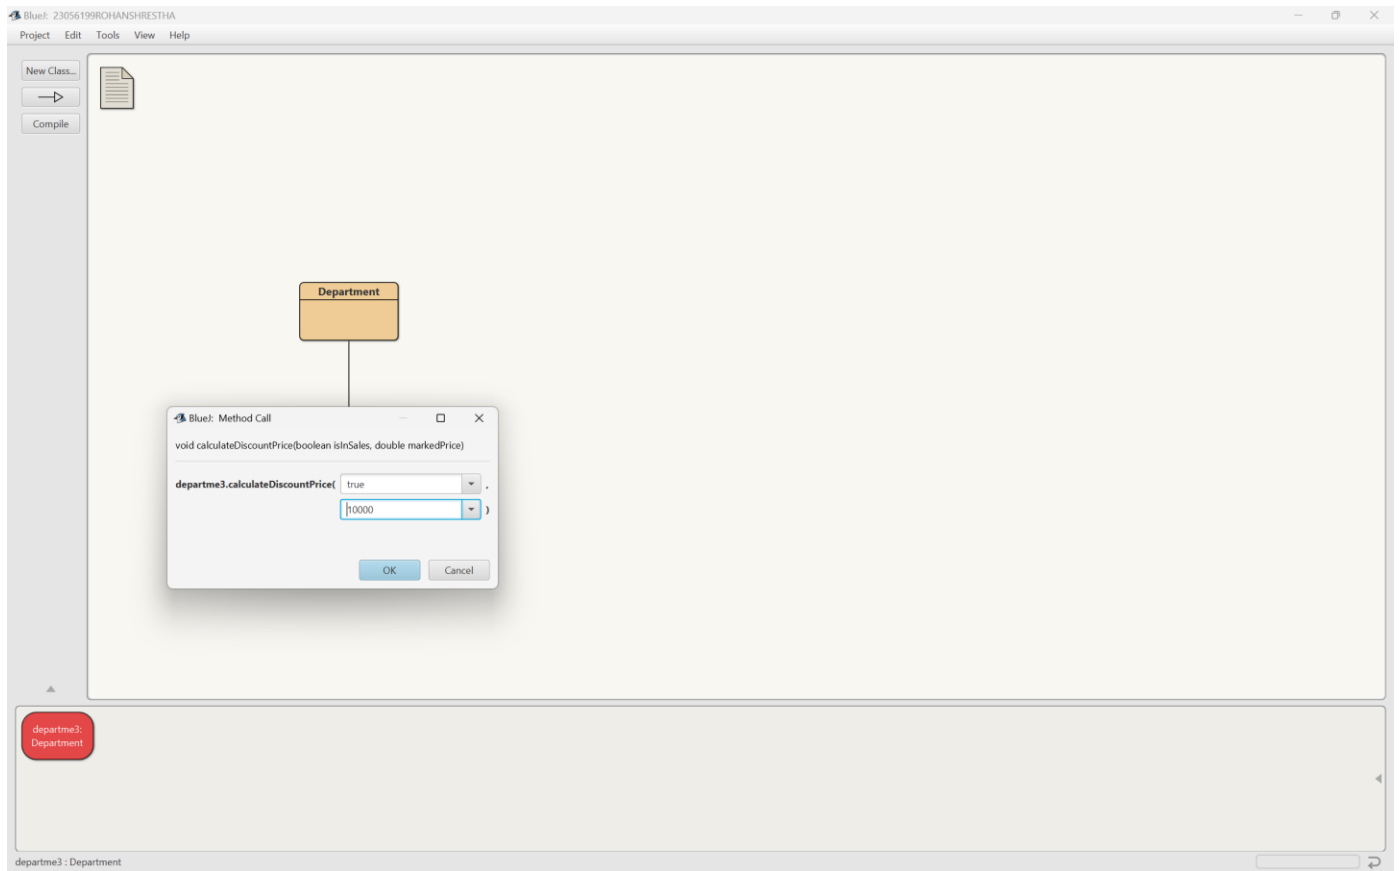 BlueJ: 23056199ROHANSHRESTHA
Project Edit Tools View Help
New Class...
Compile
Department
BlueJ: Method Call
void calculateDiscountPrice(boolean isInSales, double markedPrice)
departme3.calculateDiscountPrice( true ,
10000 )
OK Cancel
departme3:
Department
departme3 : Department